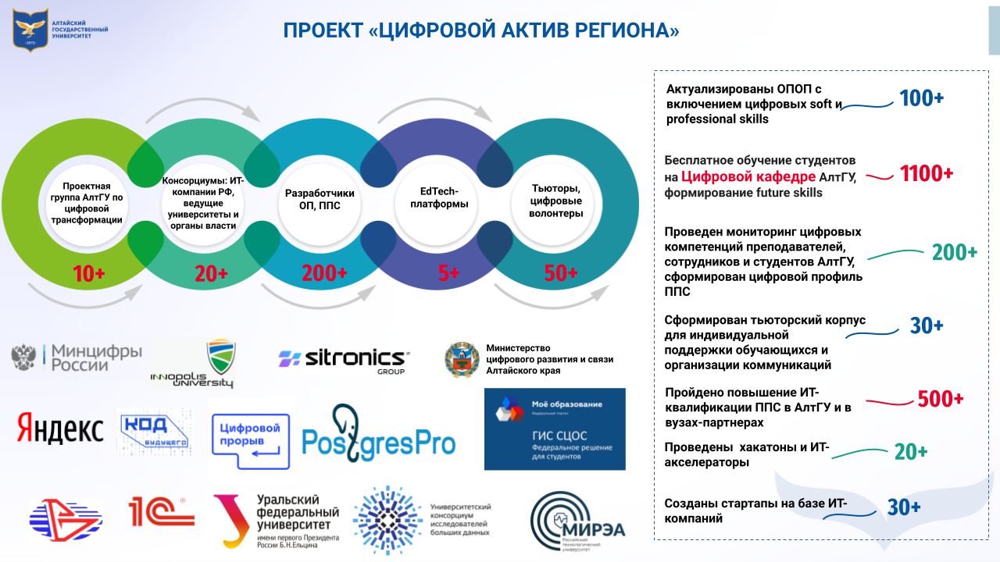 АЛТАЙСКИЙ
ГОСУДАРСТВЕННЫЙ
УНИВЕРСИТЕТ
ПРОЕКТ «ЦИФРОВОЙ АКТИВ РЕГИОНА»
Проектная
группа АлтГУ по
цифровой
трансформации
10+
Консорциумы: ИТ-
компании РФ,
ведущие
университеты и
органы власти
20+
Разработчики
ОП, ППС
200+
EdTech-
платформы
5+
Тьюторы,
цифровые
волонтеры
50+
Актуализированы ОПОП с
включением цифровых soft и
professional skills
100+
Бесплатное обучение студентов
на Цифровой кафедре АлтГУ,
формирование future skills
1100+
Проведен мониторинг цифровых
компетенций преподавателей,
сотрудников и студентов АлтГУ,
сформирован цифровой профиль
ППС
200+
Сформирован тьюторский корпус
для индивидуальной
поддержки обучающихся и
организации коммуникаций
30+
Пройдено повышение ИТ-
квалификации ППС в АлтГУ и в
вузах-партнерах
500+
Проведены хакатоны и ИТ-
акселераторы
20+
Созданы стартапы на базе ИТ-
компаний
30+
Минцифры
России
INNOPOLIS
UNIVERSITY
sitronics
GROUP
Министерство
цифрового развития и связи
Алтайского края
Яндекс
КОД
БУДУЩЕГО
Цифровой
прорыв
PostgresPro
Моё образование
Федеральный портал
ГИС СЦОС
Федеральное решение
для студентов
1С
Уральский
федеральный
университет
имени первого Президента
России Б.Н.Ельцина
Университетский
консорциум
исследователей
больших данных
МИРЭА
Российский
технологический
университет